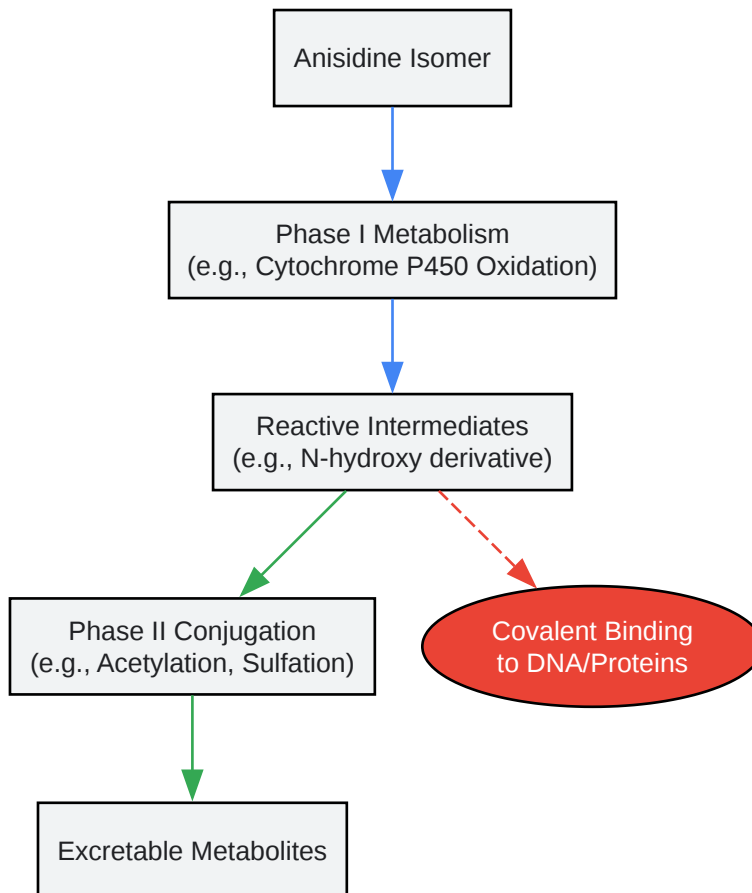 Anisidine Isomer
Phase I Metabolism
(e.g., Cytochrome P450 Oxidation)
Reactive Intermediates
(e.g., N-hydroxy derivative)
Phase II Conjugation
(e.g., Acetylation, Sulfation)
Covalent Binding
to DNA/Proteins
Excretable Metabolites